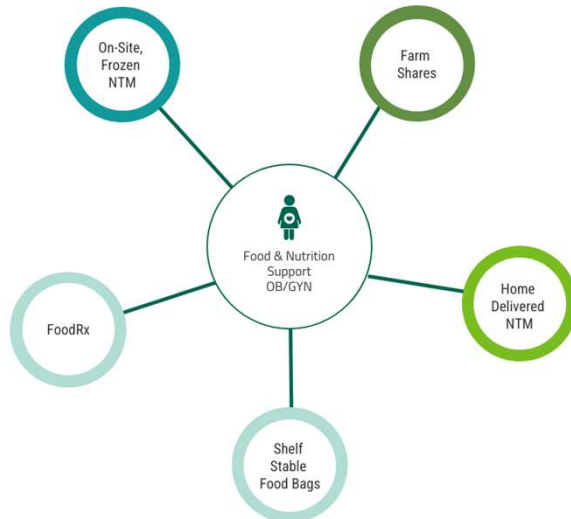 On-Site,
Frozen
NTM
Farm
Shares
Food & Nutrition
Support
OB/GYN
Home
Delivered
NTM
FoodRx
Shelf
Stable
Food Bags